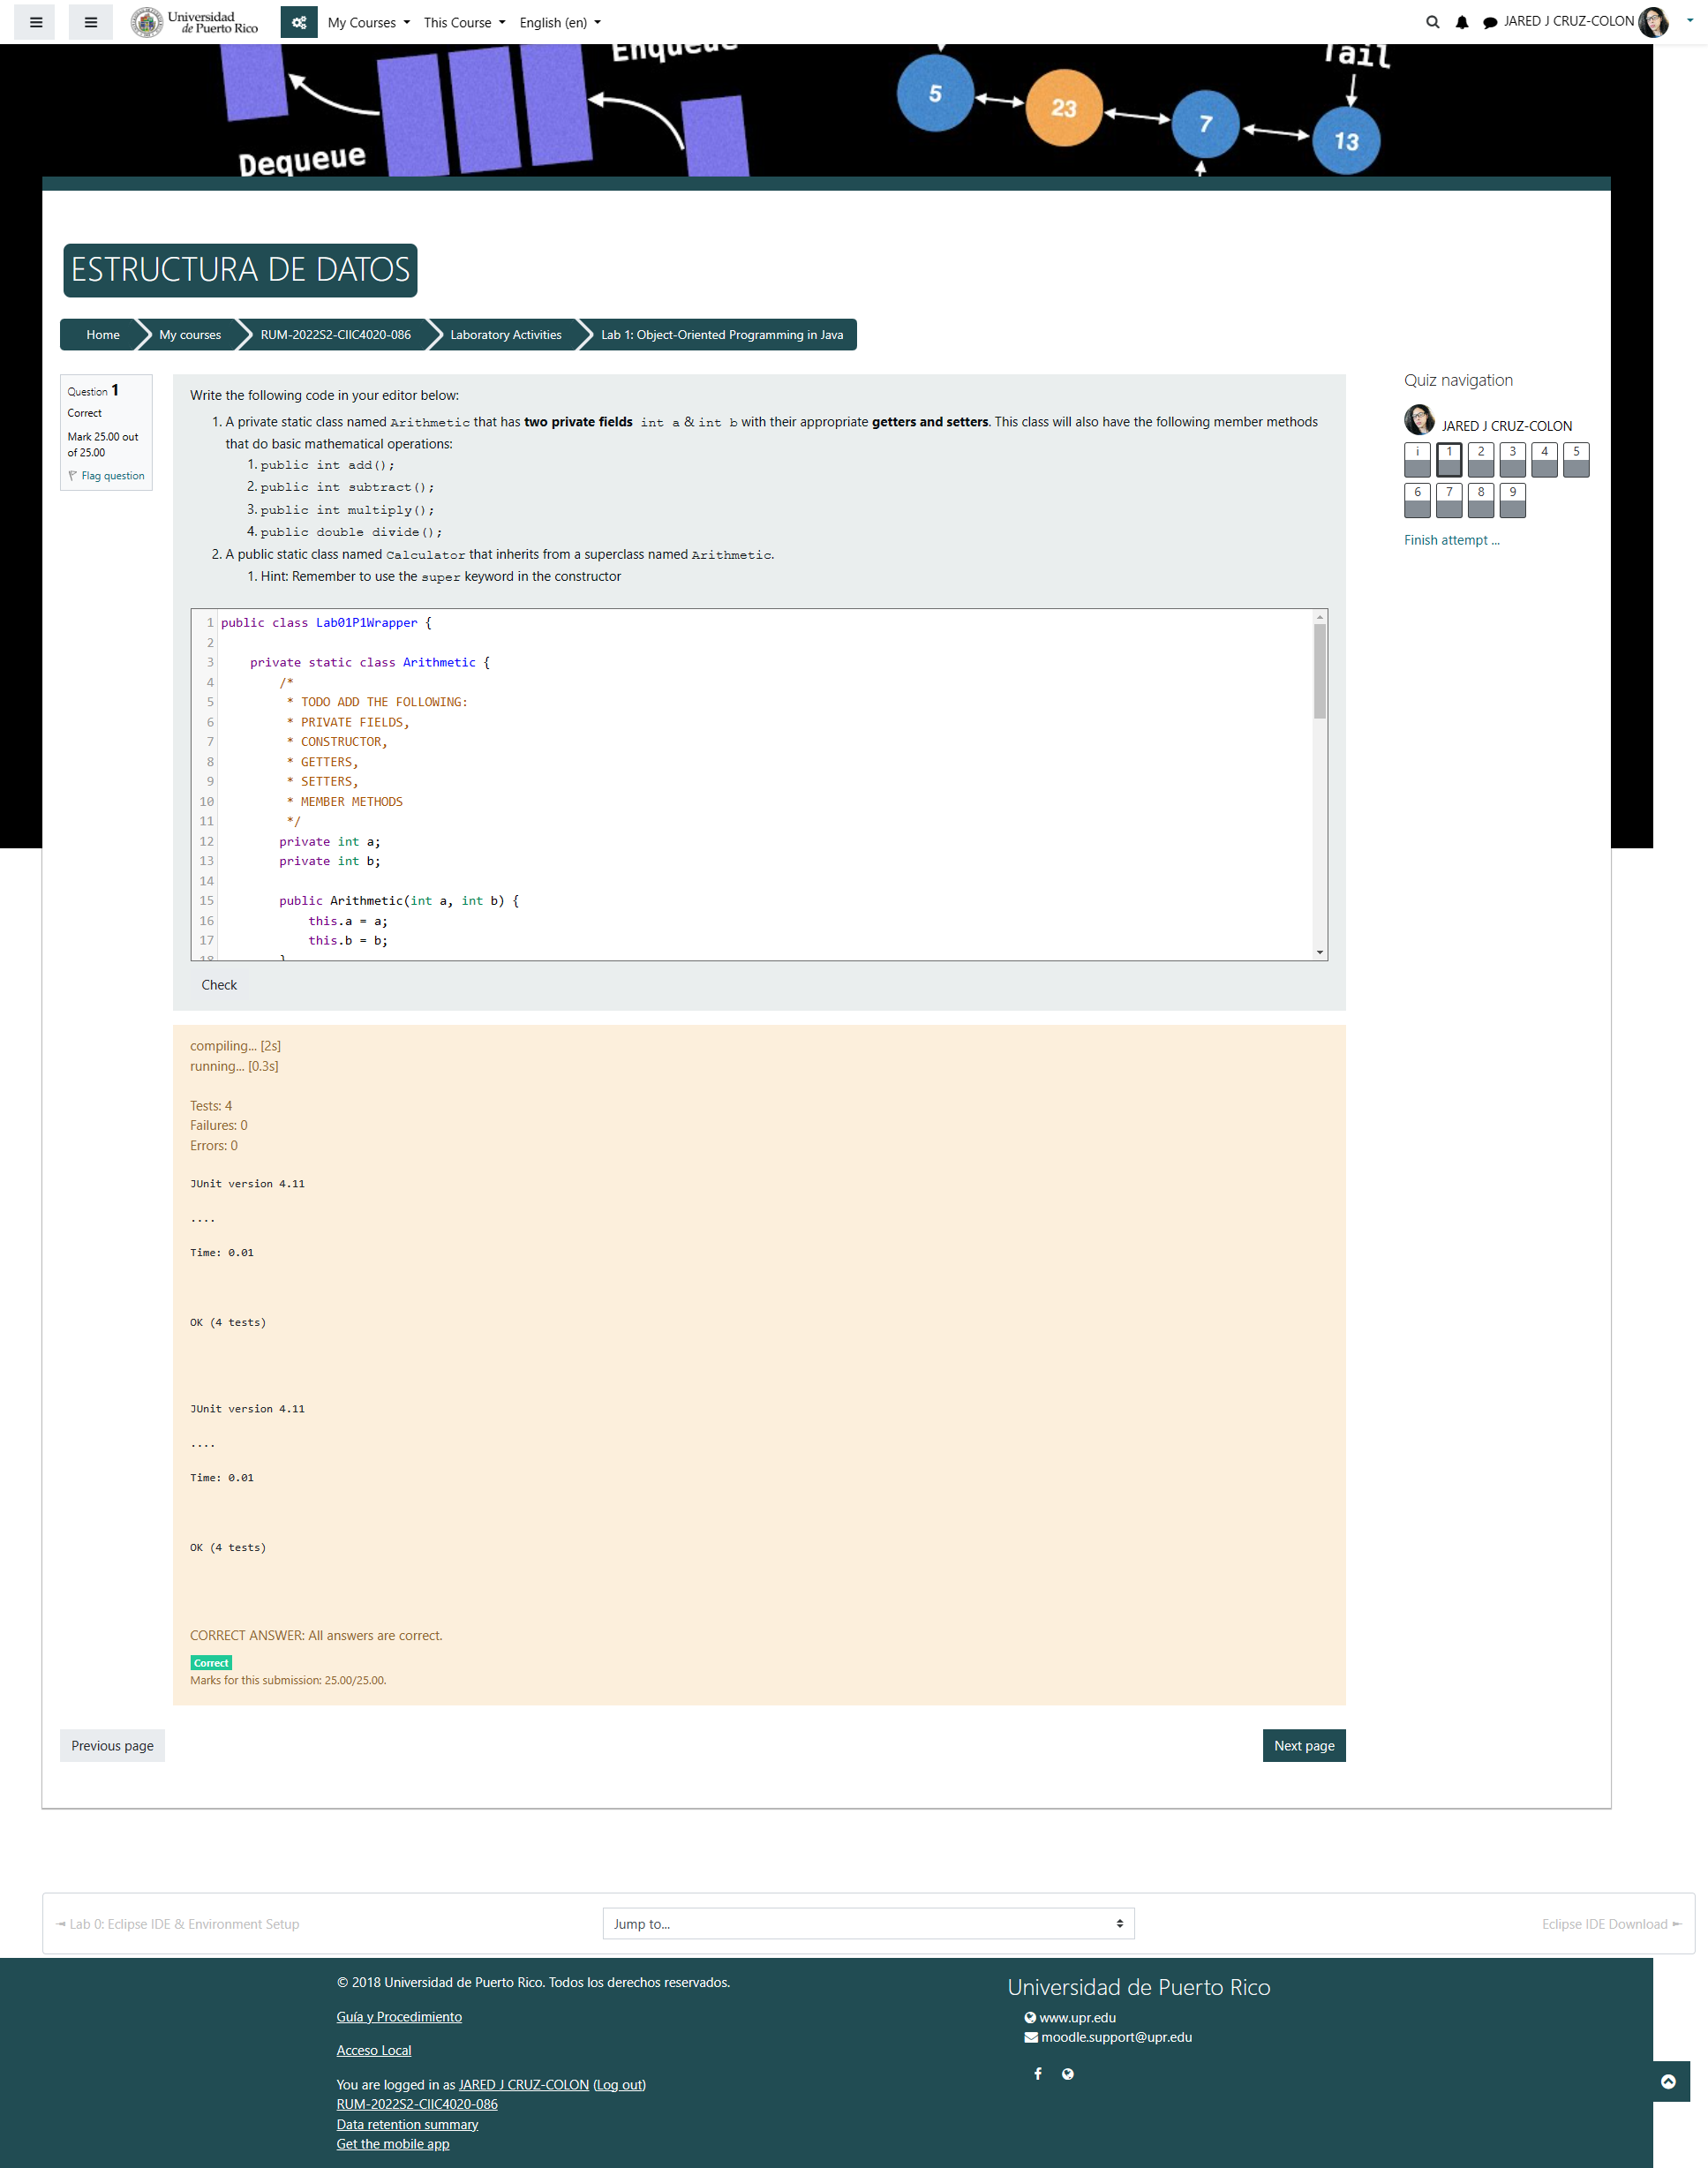 Universidad
de Puerto Rico
My Courses
This Course
English (en)
JARED J CRUZ-COLON
Enqueue
Tail
5
23
7
13
Dequeue
ESTRUCTURA DE DATOS
Home
My courses
RUM-2022S2-CIIC4020-086
Laboratory Activities
Lab 1: Object-Oriented Programming in Java
Question 1
Correct
Mark 25.00 out
of 25.00
Flag question
Write the following code in your editor below:
1. A private static class named Arithmetic that has two private fields int a & int b with their appropriate getters and setters. This class will also have the following member methods
that do basic mathematical operations:
1. public int add();
2. public int subtract();
3. public int multiply();
4. public double divide();
2. A public static class named Calculator that inherits from a superclass named Arithmetic.
1. Hint: Remember to use the super keyword in the constructor
1 public class Lab01P1Wrapper {
2
3 private static class Arithmetic {
4 /*
5 * TODO ADD THE FOLLOWING:
6 * PRIVATE FIELDS,
7 * CONSTRUCTOR,
8 * GETTERS,
9 * SETTERS,
10 * MEMBER METHODS
11 */
12 private int a;
13 private int b;
14
15 public Arithmetic(int a, int b) {
16 this.a = a;
17 this.b = b;
18 }
Check
compiling... [2s]
running... [0.3s]
Tests: 4
Failures: 0
Errors: 0
JUnit version 4.11
....
Time: 0.01
OK (4 tests)
JUnit version 4.11
....
Time: 0.01
OK (4 tests)
CORRECT ANSWER: All answers are correct.
Correct
Marks for this submission: 25.00/25.00.
Previous page
Next page
Quiz navigation
JARED J CRUZ-COLON
i 1 2 3 4 5
6 7 8 9
Finish attempt ...
◄ Lab 0: Eclipse IDE & Environment Setup
Jump to...
Eclipse IDE Download ►
© 2018 Universidad de Puerto Rico. Todos los derechos reservados.
Guía y Procedimiento
Acceso Local
You are logged in as JARED J CRUZ-COLON (Log out)
RUM-2022S2-CIIC4020-086
Data retention summary
Get the mobile app
Universidad de Puerto Rico
www.upr.edu
moodle.support@upr.edu